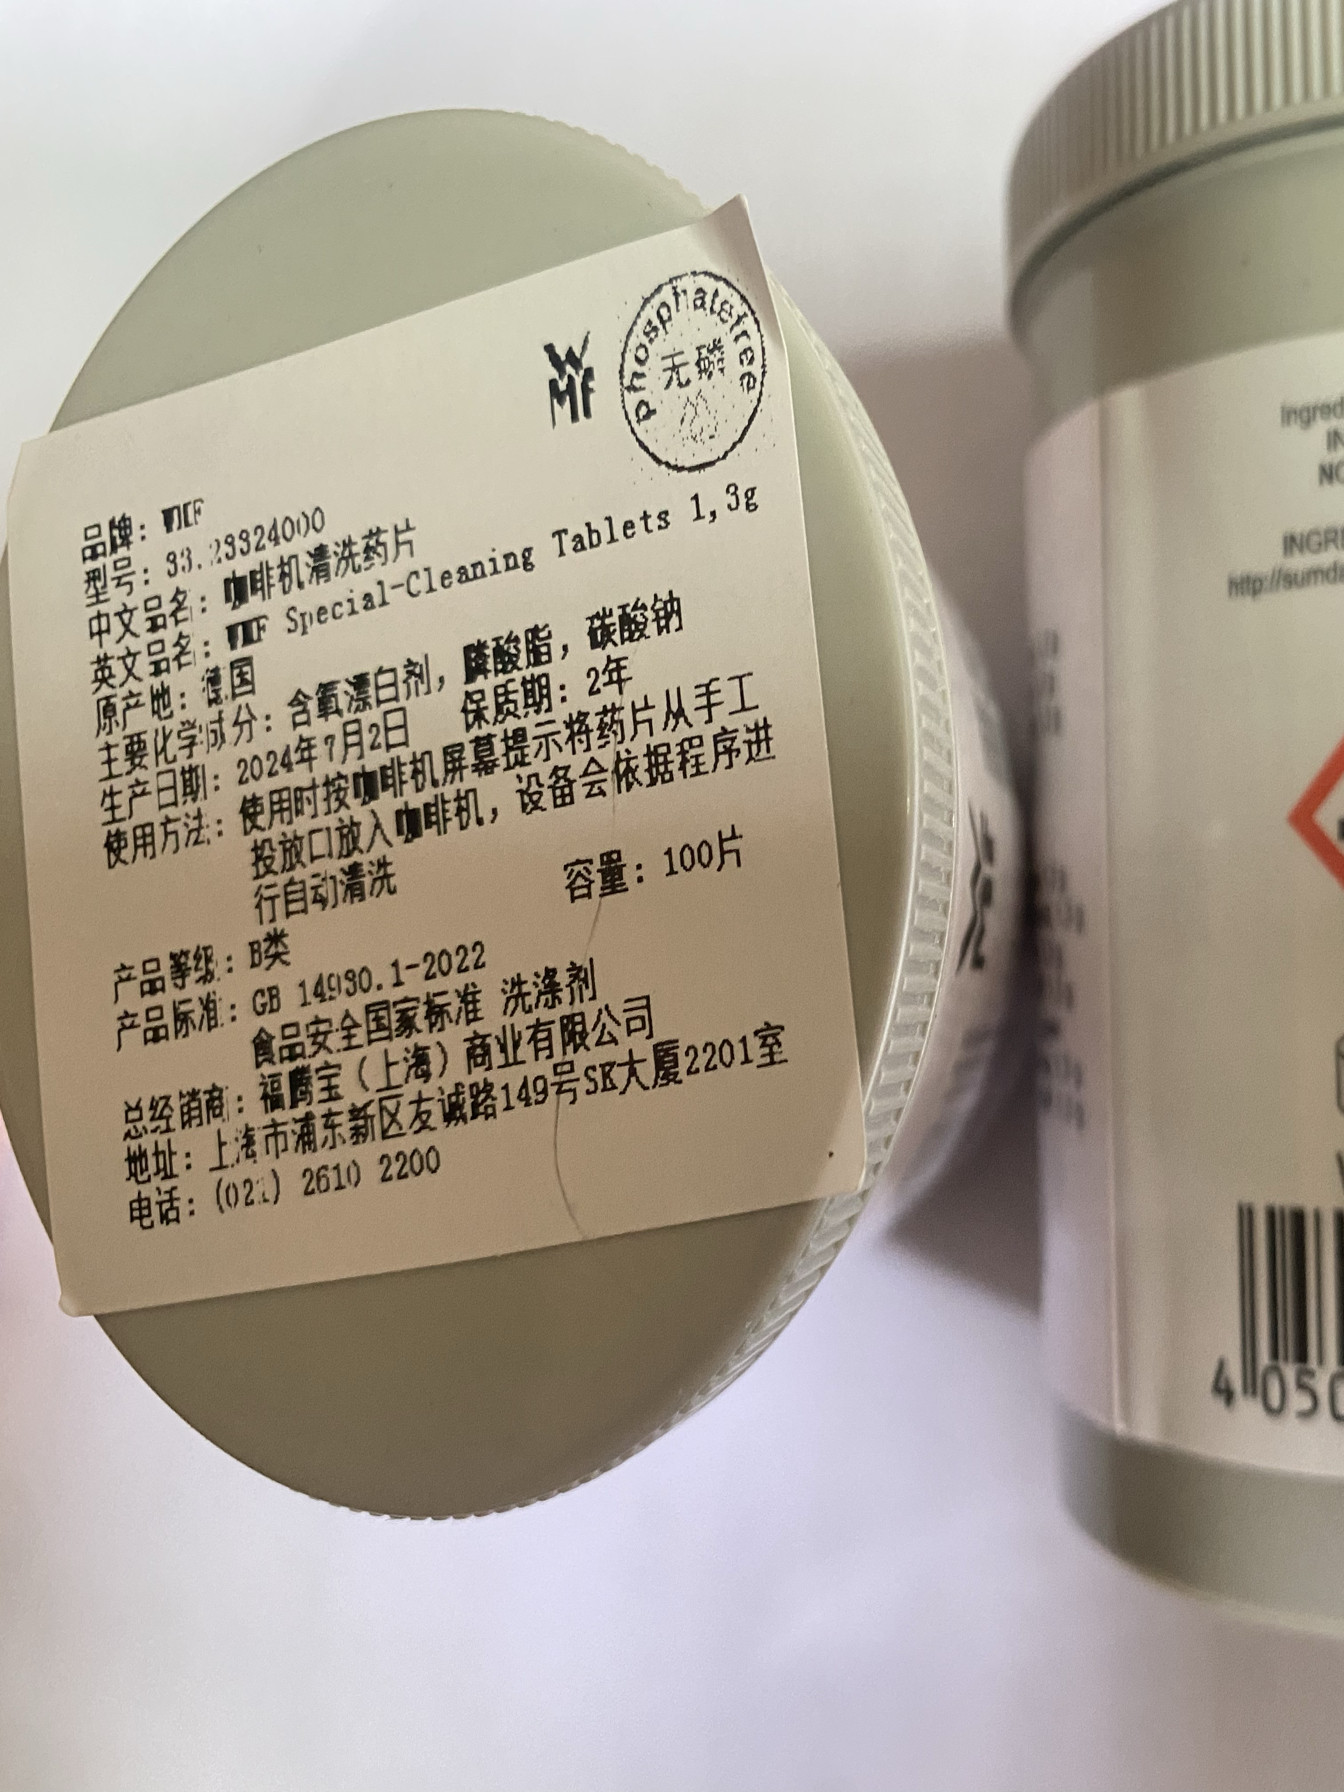 WMF
Phosphatefree
无磷
品牌：WMF
型号：33.23324000
中文品名：咖啡机清洗药片
英文品名：WMF Special-Cleaning Tablets 1,3g
原产地：德国
主要化学成分：含氧漂白剂，膦酸脂，碳酸钠
生产日期：2024年7月2日 保质期：2年
使用方法：使用时按咖啡机屏幕提示将药片从手工
投放口放入咖啡机，设备会依据程序进
行自动清洗
容量：100片
产品等级：B类
产品标准：GB 14930.1-2022
食品安全国家标准 洗涤剂
总经销商：福腾宝（上海）商业有限公司
地址：上海市浦东新区友诚路149号SK大厦2201室
电话：(021) 2610 2200
Ingred
IN
NO
INGRE
http://sumda
4 050